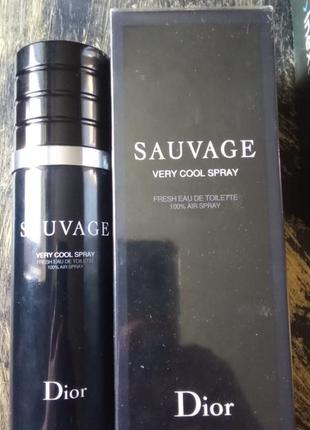 SAUVAGE
VERY COOL SPRAY
FRESH EAU DE TOILETTE
100% AIR SPRAY
Dior
SAUVAGE
VERY COOL SPRAY
FRESH EAU DE TOILETTE
100% AIR SPRAY
Dior